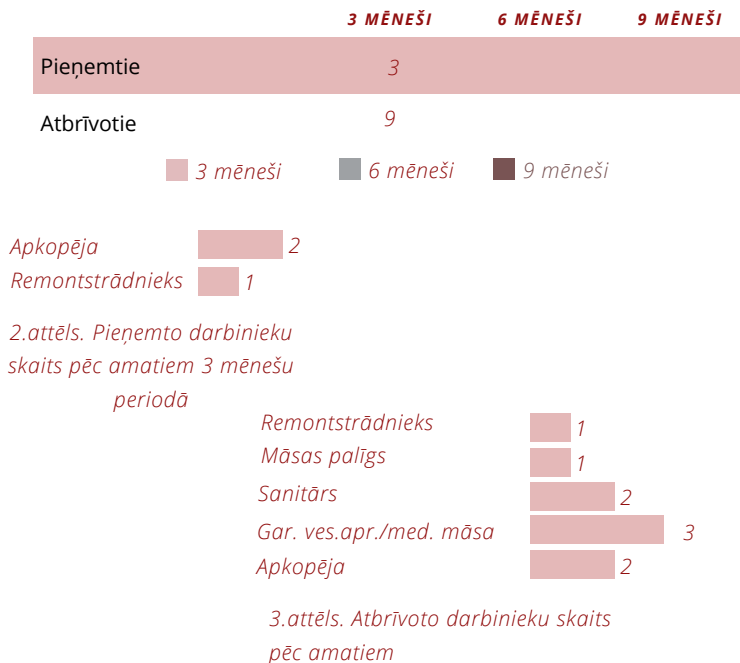 3 MĒNEŠI 6 MĒNEŠI 9 MĒNEŠI
Pieņemtie 3
Atbrīvotie 9
3 mēneši 6 mēneši 9 mēneši
Apkopēja 2
Remontstrādnieks 1
2.attēls. Pieņemto darbinieku
skaits pēc amatiem 3 mēnešu
periodā
Remontstrādnieks 1
Māsas palīgs 1
Sanitārs 2
Gar. ves.apr./med. māsa 3
Apkopēja 2
3.attēls. Atbrīvoto darbinieku skaits
pēc amatiem